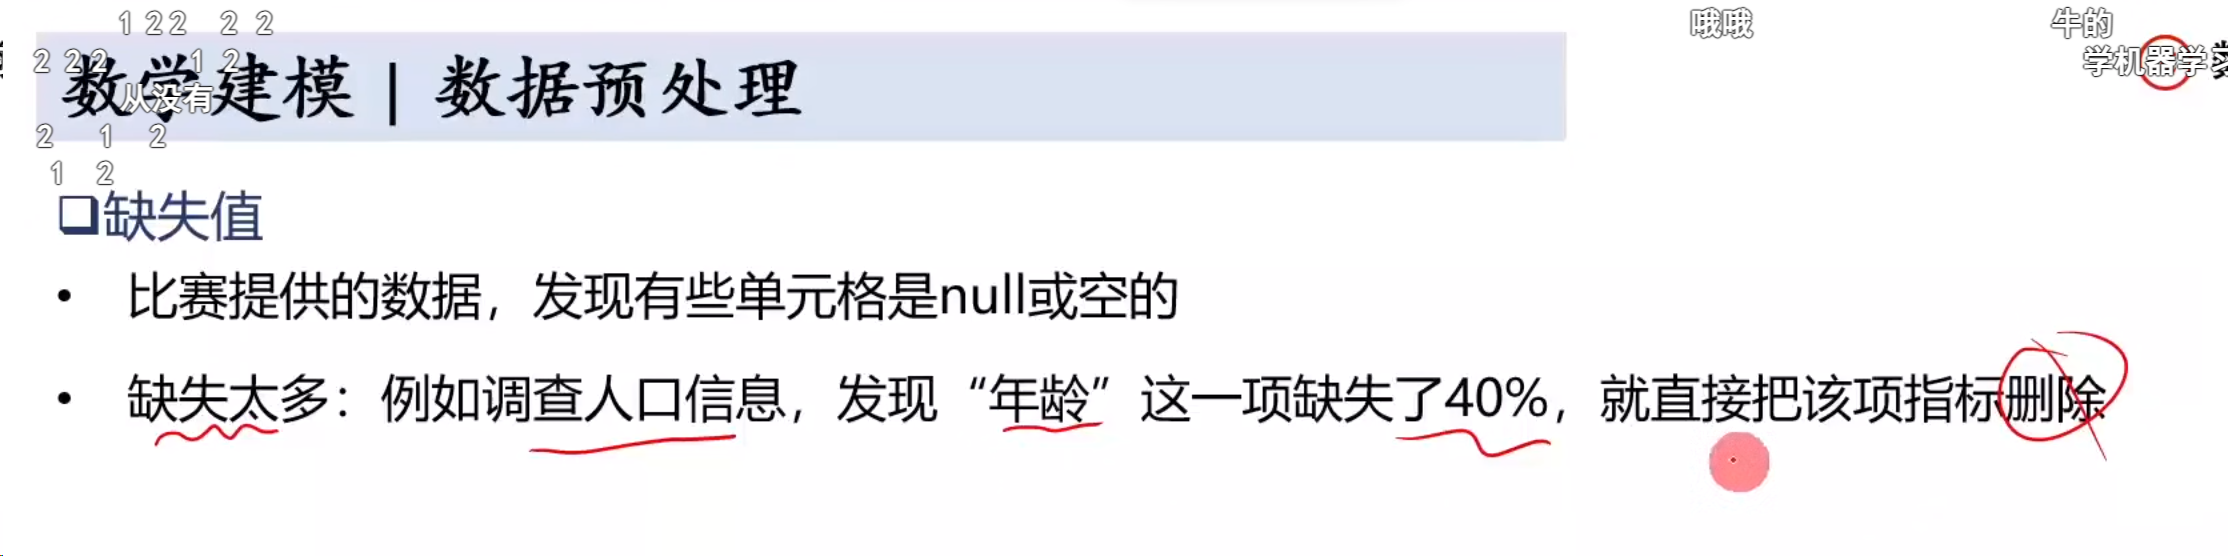 1 2 2 2 2
哦哦
牛的
2 2 2 1 2
学机器学
数学建模 | 数据预处理
从没有
2 1 2
1 2
缺失值
• 比赛提供的数据，发现有些单元格是null或空的
• 缺失太多：例如调查人口信息，发现“年龄”这一项缺失了40%，就直接把该项指标删除